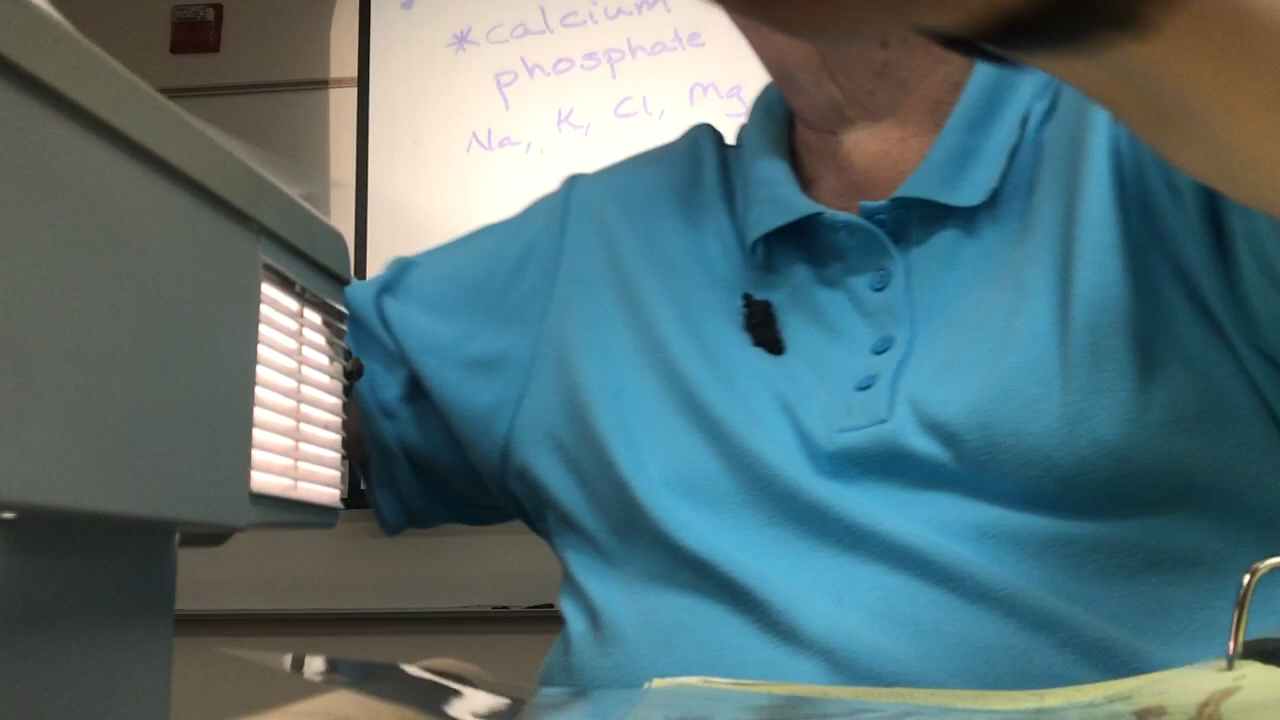 *calcium
phosphate
Na, K, Cl, Mg